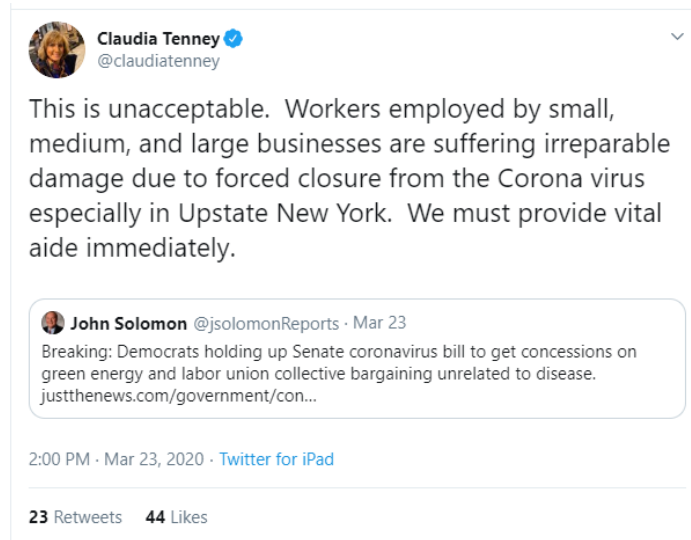 Claudia Tenney
@claudiatenney
This is unacceptable. Workers employed by small,
medium, and large businesses are suffering irreparable
damage due to forced closure from the Corona virus
especially in Upstate New York. We must provide vital
aide immediately.
John Solomon @jsolomonReports · Mar 23
Breaking: Democrats holding up Senate coronavirus bill to get concessions on
green energy and labor union collective bargaining unrelated to disease.
justthenews.com/government/con...
2:00 PM · Mar 23, 2020 · Twitter for iPad
23 Retweets 44 Likes